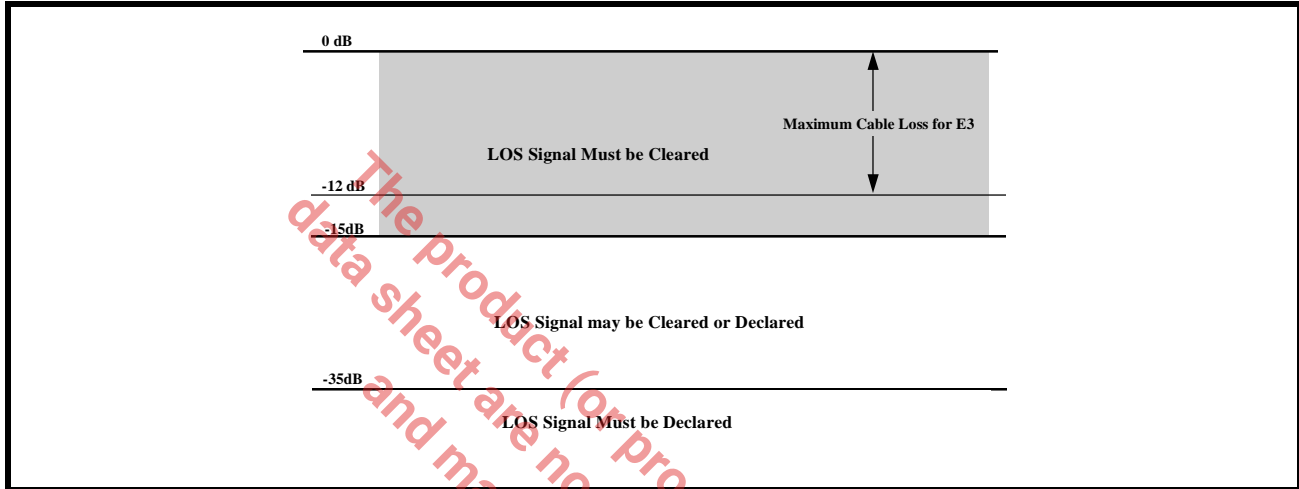 0 dB
Maximum Cable Loss for E3
LOS Signal Must be Cleared
-12 dB
-15dB
LOS Signal may be Cleared or Declared
-35dB
LOS Signal Must be Declared
The product (or pro
data sheet are no
and ma